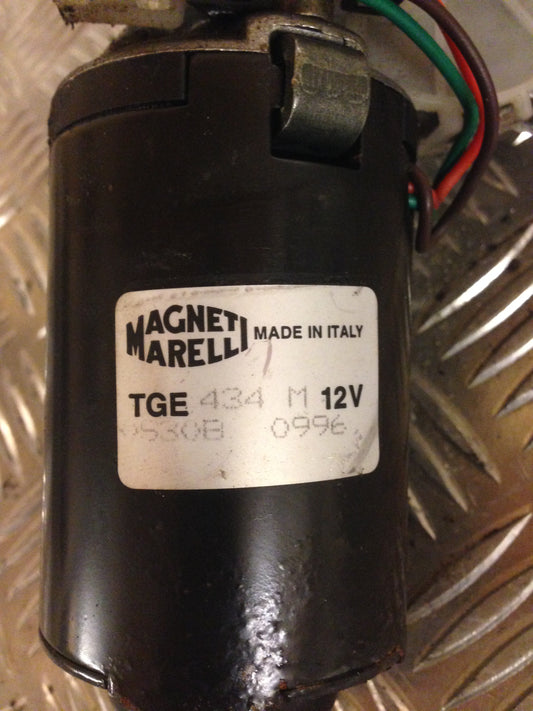 MAGNETI
MARELLI
MADE IN ITALY
TGE 434 M 12V
0996